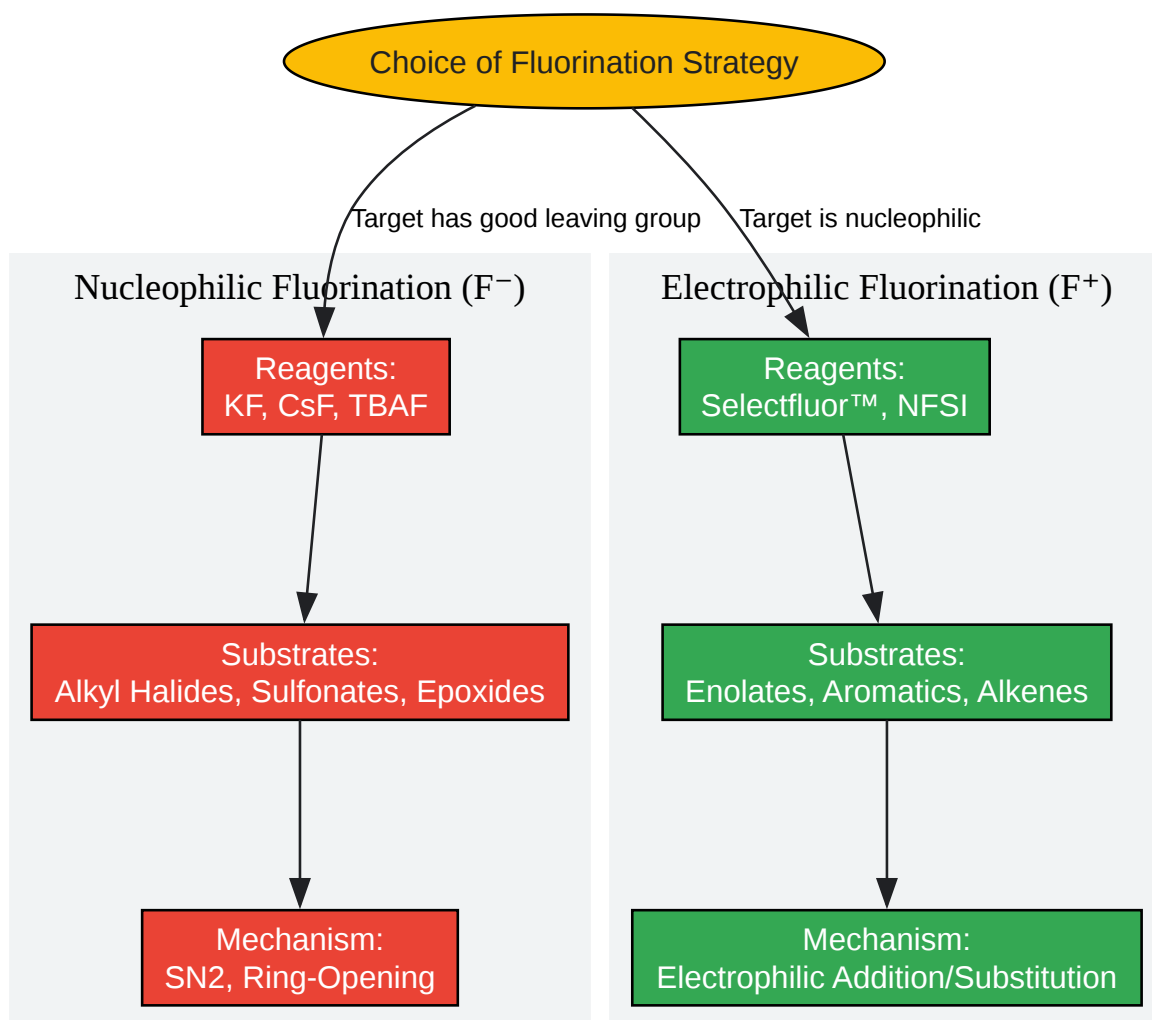 Choice of Fluorination Strategy
Target has good leaving group
Target is nucleophilic
Nucleophilic Fluorination (F⁻)
Reagents:
KF, CsF, TBAF
Substrates:
Alkyl Halides, Sulfonates, Epoxides
Mechanism:
SN2, Ring-Opening
Electrophilic Fluorination (F⁺)
Reagents:
Selectfluor™, NFSI
Substrates:
Enolates, Aromatics, Alkenes
Mechanism:
Electrophilic Addition/Substitution